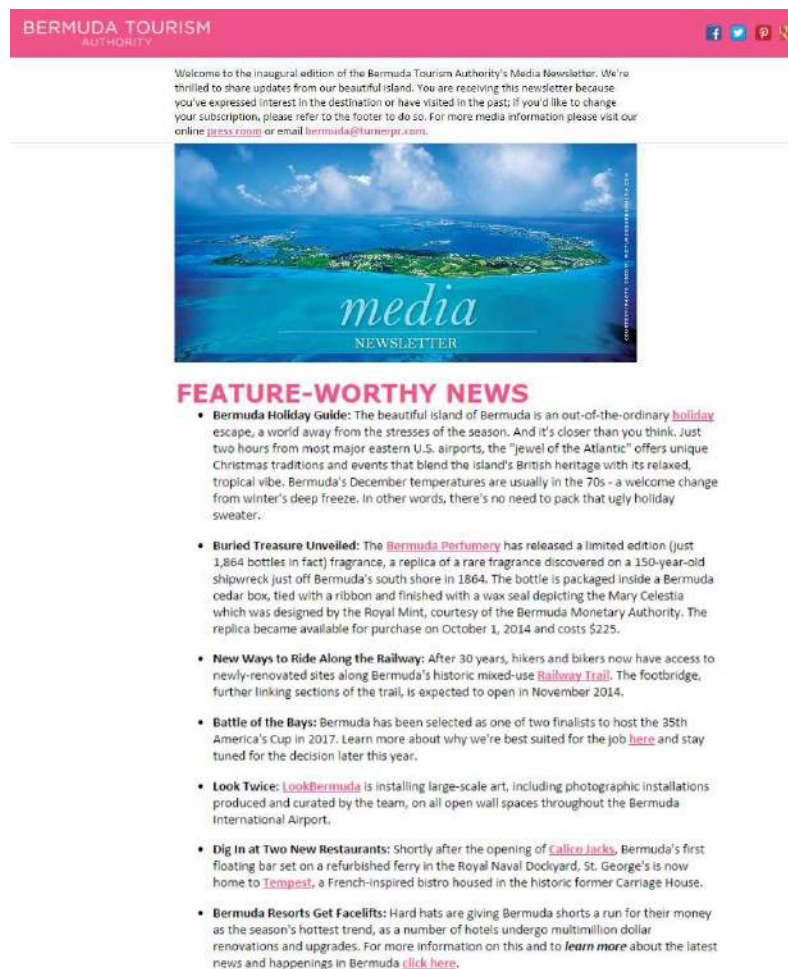 BERMUDA TOURISM
AUTHORITY
Welcome to the inaugural edition of the Bermuda Tourism Authority's Media Newsletter. We're
thrilled to share updates from our beautiful island. You are receiving this newsletter because
you've expressed interest in the destination or have visited in the past; if you'd like to change
your subscription, please refer to the footer to do so. For more media information please visit our
online press room or email bermuda@turnerpr.com.
media
NEWSLETTER
FEATURE-WORTHY NEWS
• Bermuda Holiday Guide: The beautiful island of Bermuda is an out-of-the-ordinary holiday
escape, a world away from the stresses of the season. And it's closer than you think. Just
two hours from most major eastern U.S. airports, the "jewel of the Atlantic" offers unique
Christmas traditions and events that blend the island's British heritage with its relaxed,
tropical vibe. Bermuda's December temperatures are usually in the 70s - a welcome change
from winter's deep freeze. In other words, there's no need to pack that ugly holiday
sweater.
• Buried Treasure Unveiled: The Bermuda Perfumery has released a limited edition (just
1,864 bottles in fact) fragrance, a replica of a rare fragrance discovered on a 150-year-old
shipwreck just off Bermuda's south shore in 1864. The bottle is packaged inside a Bermuda
cedar box, tied with a ribbon and finished with a wax seal depicting the Mary Celestia
which was designed by the Royal Mint, courtesy of the Bermuda Monetary Authority. The
replica became available for purchase on October 1, 2014 and costs $225.
• New Ways to Ride Along the Railway: After 30 years, hikers and bikers now have access to
newly-renovated sites along Bermuda's historic mixed-use Railway Trail. The footbridge,
further linking sections of the trail, is expected to open in November 2014.
• Battle of the Bays: Bermuda has been selected as one of two finalists to host the 35th
America's Cup in 2017. Learn more about why we're best suited for the job here and stay
tuned for the decision later this year.
• Look Twice: LookBermuda is installing large-scale art, including photographic installations
produced and curated by the team, on all open wall spaces throughout the Bermuda
International Airport.
• Dig In at Two New Restaurants: Shortly after the opening of Calico Jacks, Bermuda's first
floating bar set on a refurbished ferry in the Royal Naval Dockyard, St. George's is now
home to Tempest, a French-inspired bistro housed in the historic former Carriage House.
• Bermuda Resorts Get Facelifts: Hard hats are giving Bermuda shorts a run for their money
as the season's hottest trend, as a number of hotels undergo multimillion dollar
renovations and upgrades. For more information on this and to learn more about the latest
news and happenings in Bermuda click here.